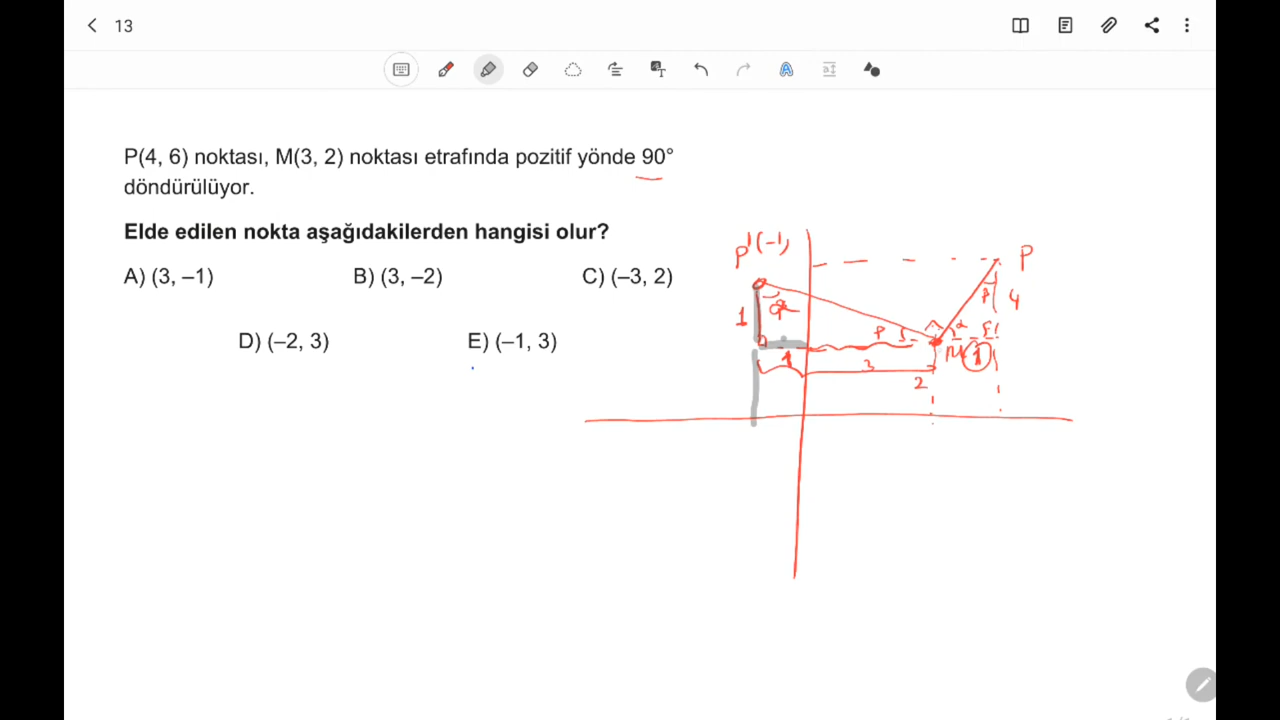 13
P(4, 6) noktası, M(3, 2) noktası etrafında pozitif yönde 90°
döndürülüyor.
Elde edilen nokta aşağıdakilerden hangisi olur?
A) (3, –1) B) (3, –2) C) (–3, 2)
D) (–2, 3) E) (–1, 3)
P'(-1)
P
4
1
α
β
M
1
1
3
2